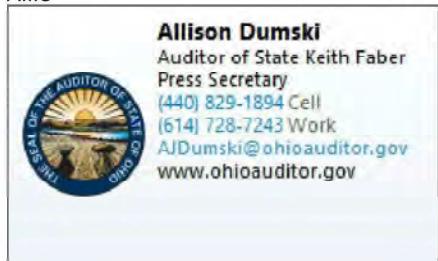 Allison Dumski
Auditor of State Keith Faber
Press Secretary
(440) 829-1894 Cell
(614) 728-7243 Work
AJDumski@ohioauditor.gov
www.ohioauditor.gov
THE SEAL OF THE AUDITOR OF STATE OF OHIO